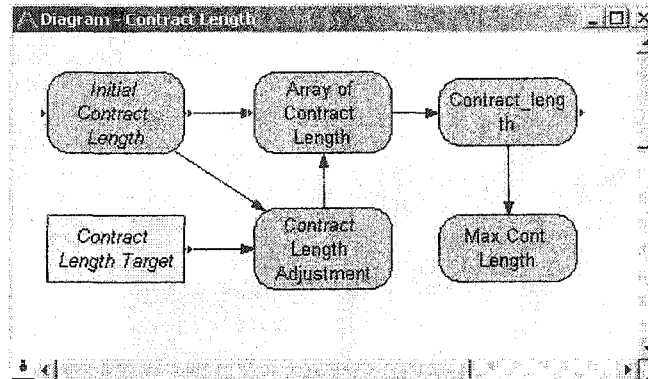 Diagram - Contract Length
Initial
Contract
Length
Array of
Contract
Length
Contract_leng
th
Contract
Length Target
Contract
Length
Adjustment
Max Cont
Length